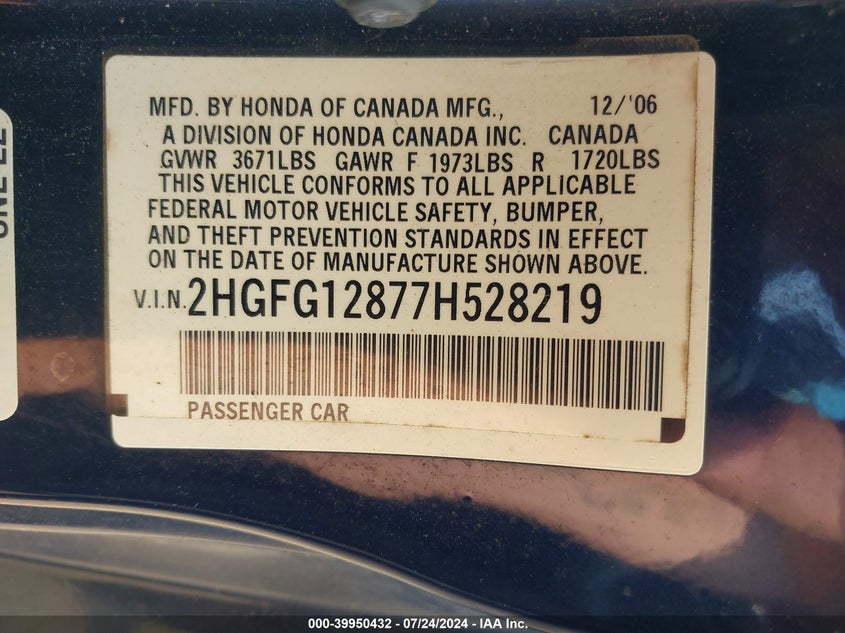 MFD. BY HONDA OF CANADA MFG., 12/'06
A DIVISION OF HONDA CANADA INC. CANADA
GVWR 3671LBS GAWR F 1973LBS R 1720LBS
THIS VEHICLE CONFORMS TO ALL APPLICABLE
FEDERAL MOTOR VEHICLE SAFETY, BUMPER,
AND THEFT PREVENTION STANDARDS IN EFFECT
ON THE DATE OF MANUFACTURE SHOWN ABOVE.
V.I.N. 2HGFG12877H528219
PASSENGER CAR
000-39950432 - 07/24/2024 - IAA Inc.